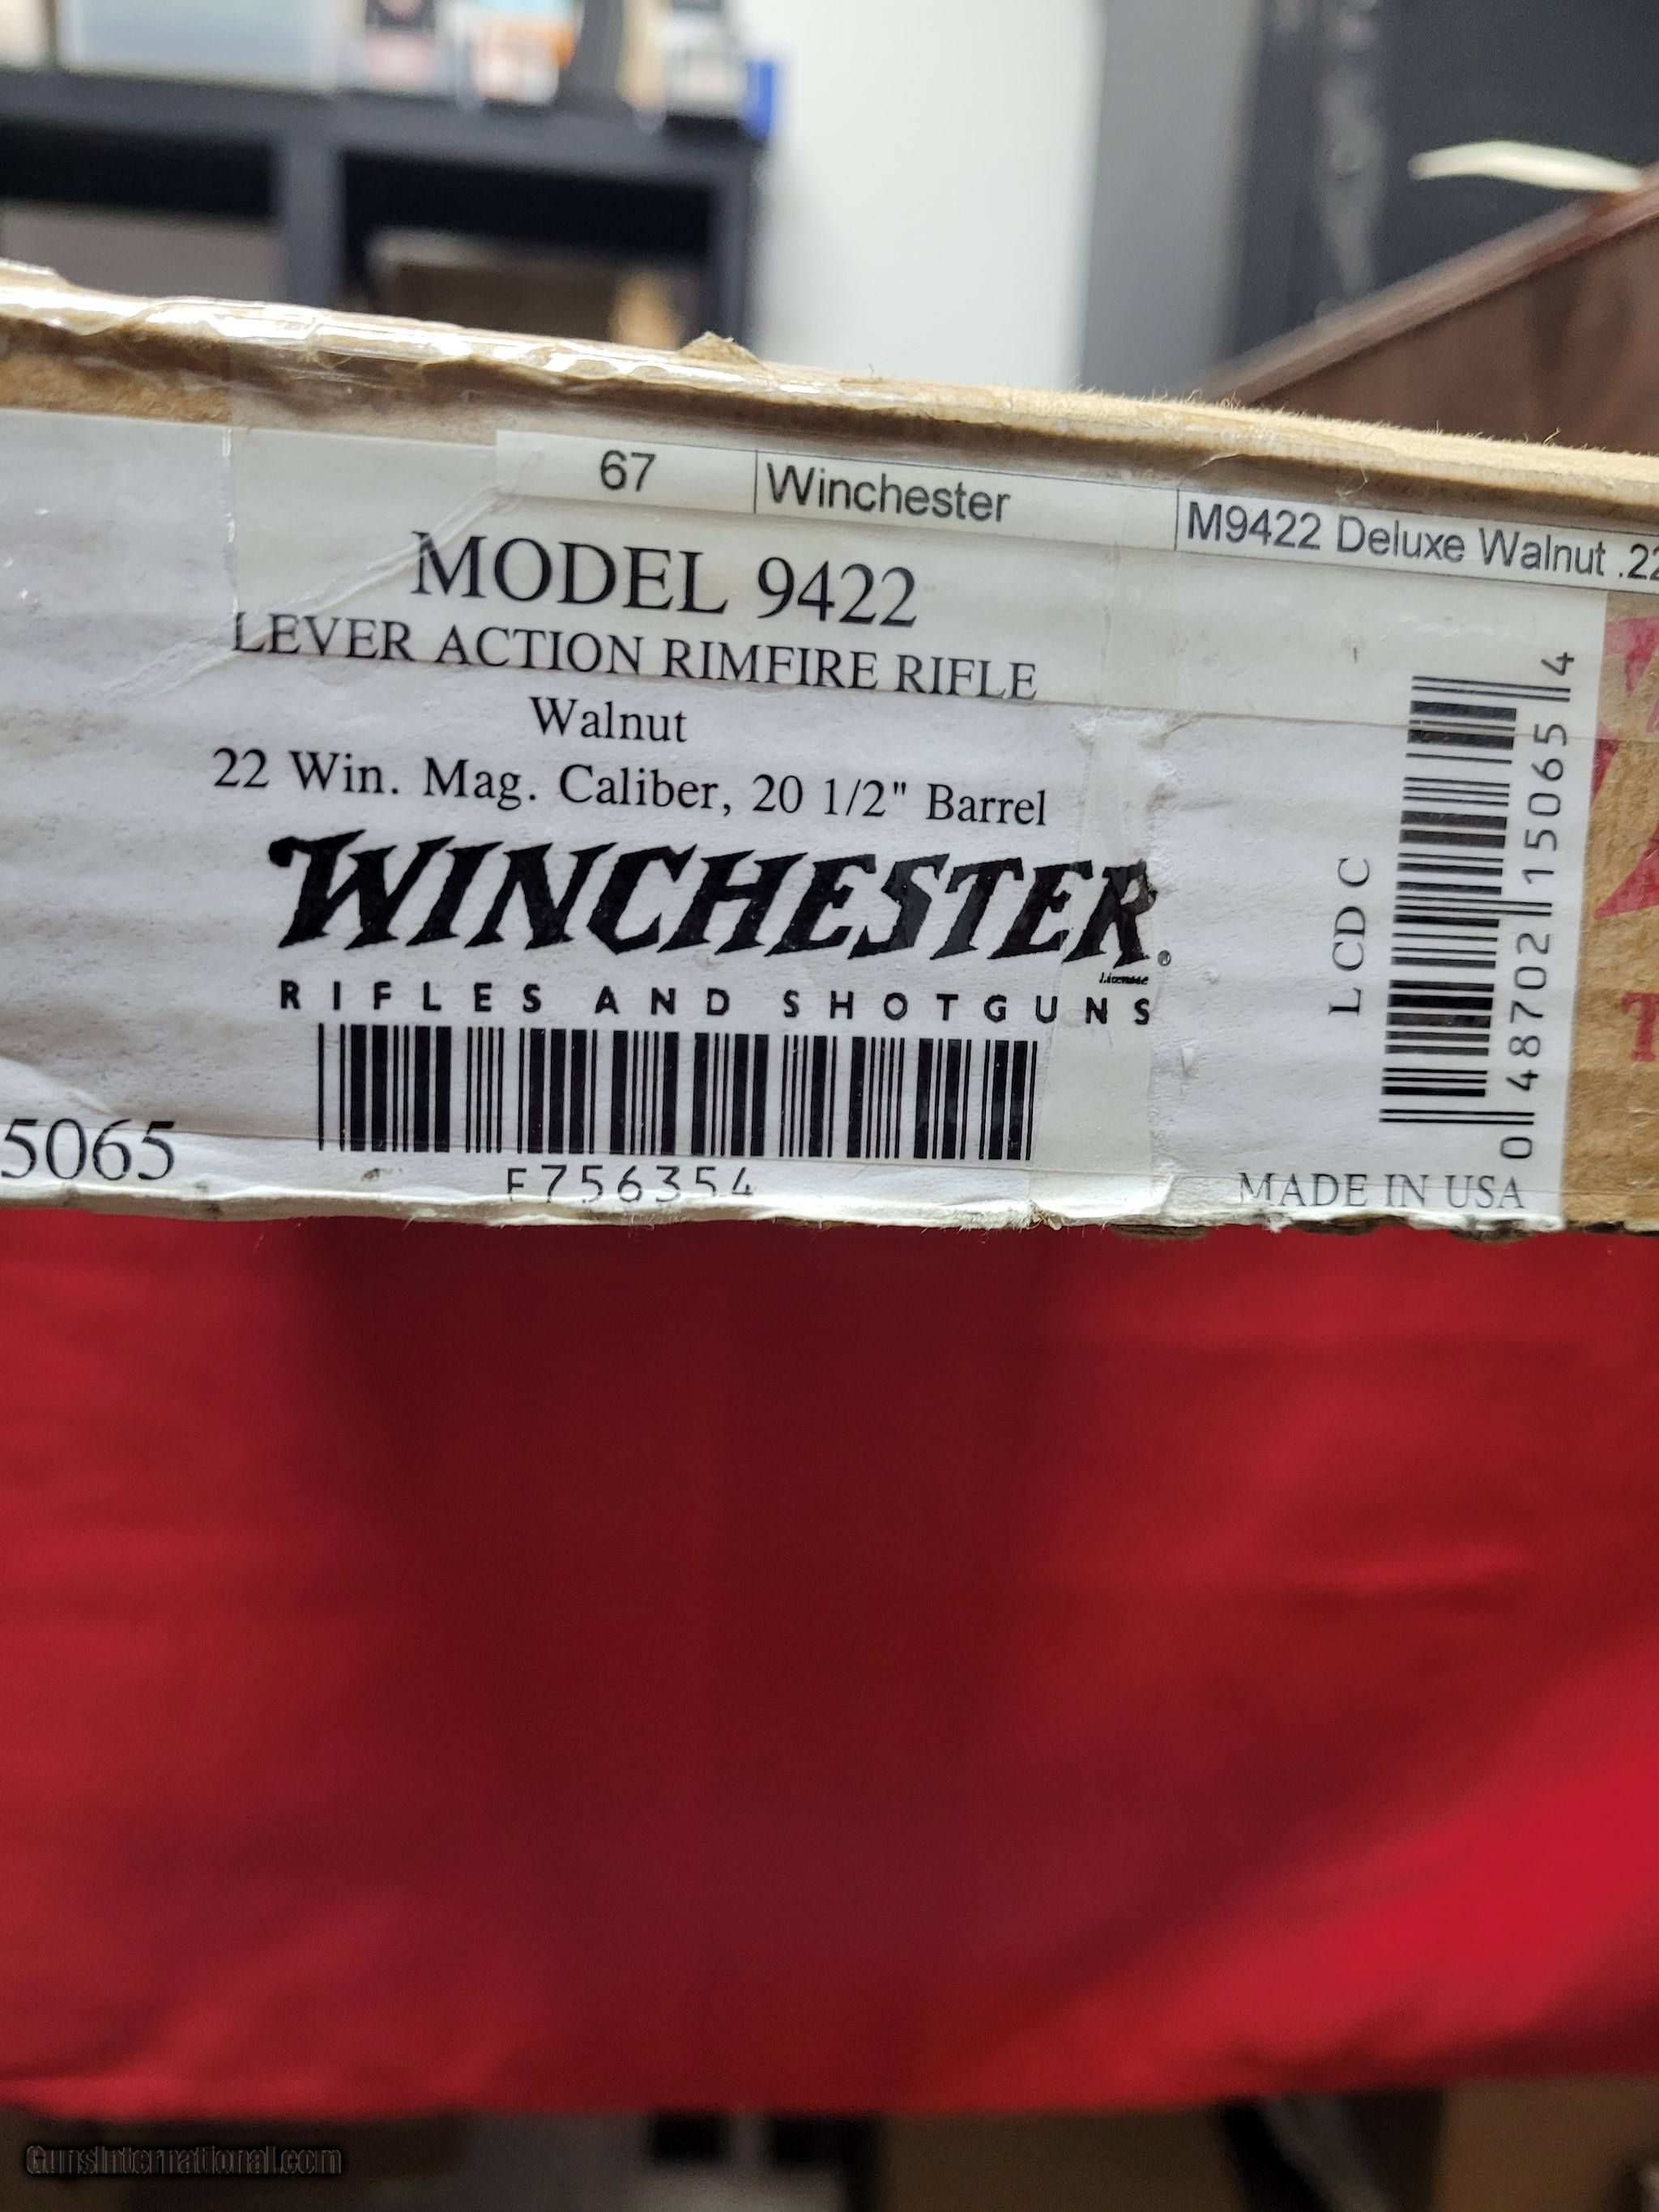 67 Winchester M9422 Deluxe Walnut .22
MODEL 9422
LEVER ACTION RIMFIRE RIFLE
Walnut
22 Win. Mag. Caliber, 20 1/2" Barrel
WINCHESTER®
License
RIFLES AND SHOTGUNS
F756354
5065
L CD C
0 48702 15065 4
MADE IN USA
T
GunsInternational.com